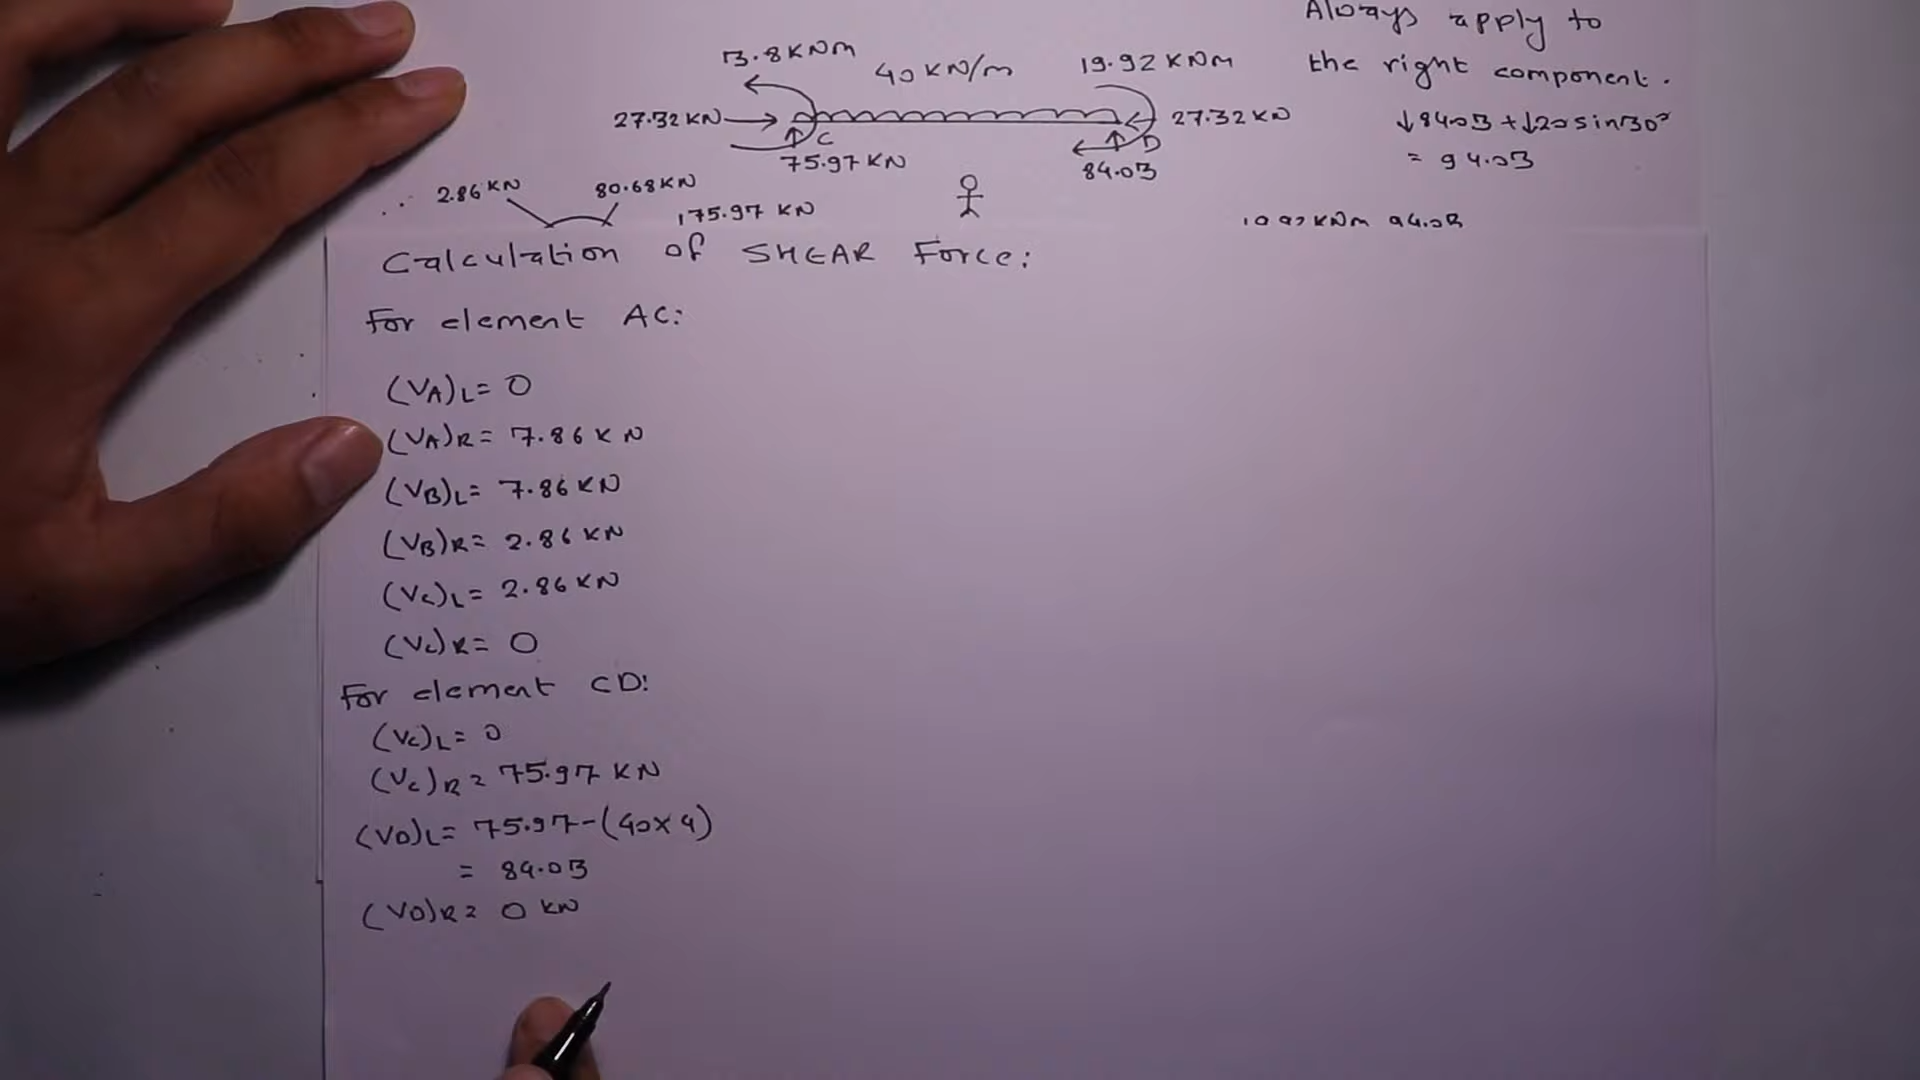 Always apply to
the right component.
↓84.03 + ↓20 sin30°
= 94.03
13.8 KNm
40 KN/m
19.92 KNm
27.32 KN
27.32 KN
C
D
75.97 KN
84.03
2.86 KN
80.68 KN
175.97 KN
94.03
Calculation of SHEAR Force:
For element AC:
(VA)L= 0
(VA)R= 7.86 KN
(VB)L= 7.86 KN
(VB)R= 2.86 KN
(VC)L= 2.86 KN
(VC)R= 0
For element CD:
(VC)L= 0
(VC)R= 75.97 KN
(VD)L= 75.97-(40×4)
= 84.03
(VD)R= 0 KN